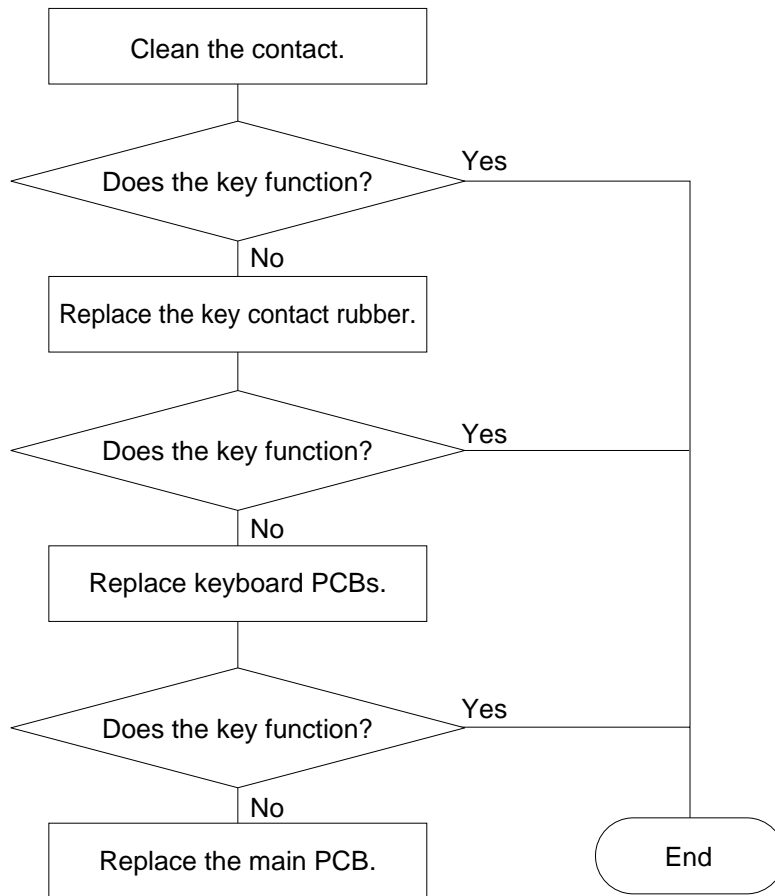 Clean the contact.
Does the key function?
Yes
No
Replace the key contact rubber.
Does the key function?
Yes
No
Replace keyboard PCBs.
Does the key function?
Yes
No
Replace the main PCB.
End